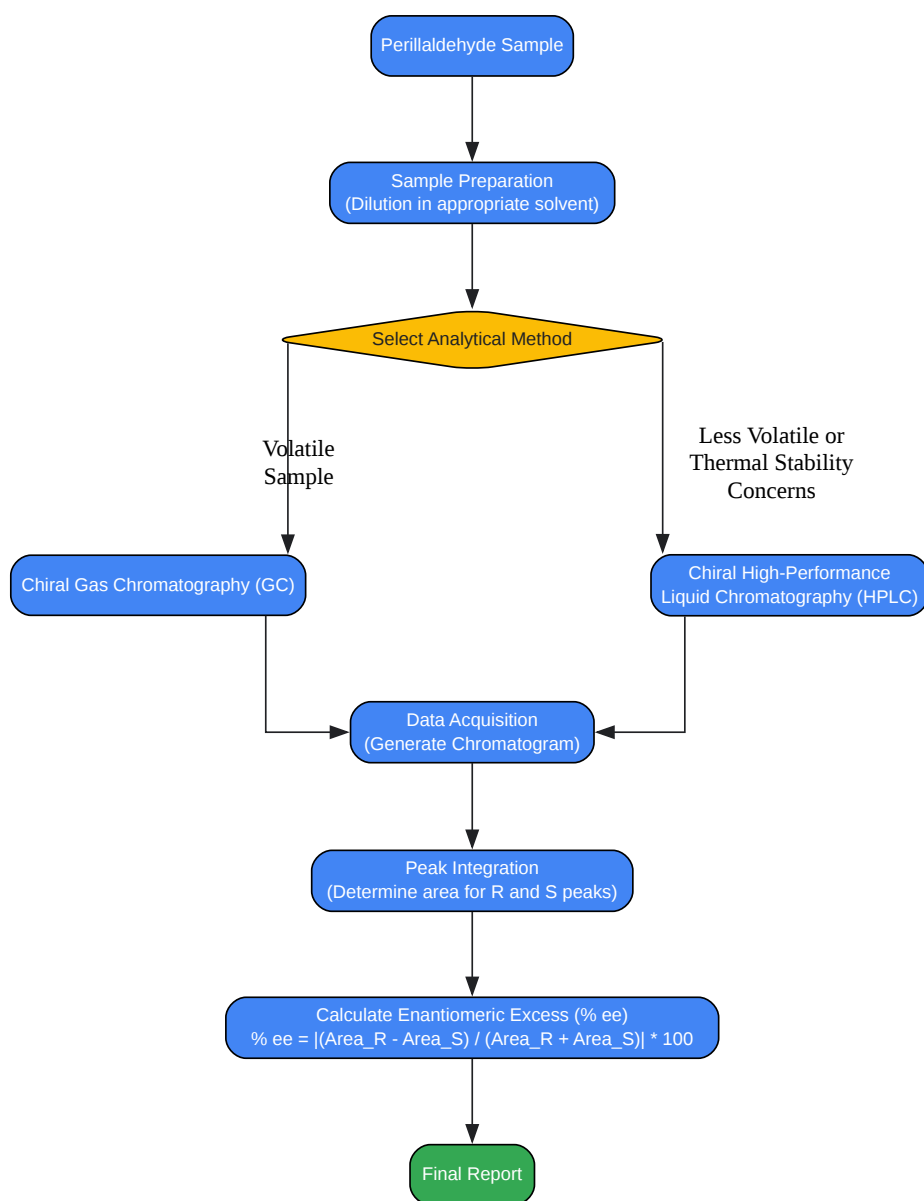 Perillaldehyde Sample
Sample Preparation
(Dilution in appropriate solvent)
Select Analytical Method
Volatile
Sample
Less Volatile or
Thermal Stability
Concerns
Chiral Gas Chromatography (GC)
Chiral High-Performance
Liquid Chromatography (HPLC)
Data Acquisition
(Generate Chromatogram)
Peak Integration
(Determine area for R and S peaks)
Calculate Enantiomeric Excess (% ee)
% ee = |(Area_R - Area_S) / (Area_R + Area_S)| * 100
Final Report